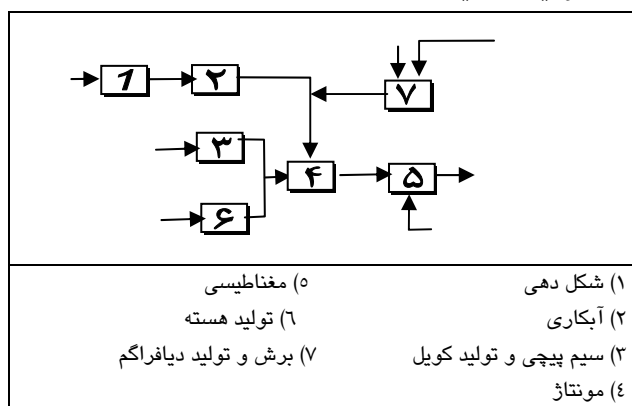 ۱ ۲ ۷
۳
۴ ۵
۶
۱) شکل دهی ۵) مغناطیسی
۲) آبکاری ۶) تولید هسته
۳) سیم پیچی و تولید کویل ۷) برش و تولید دیافراگم
۴) مونتاژ